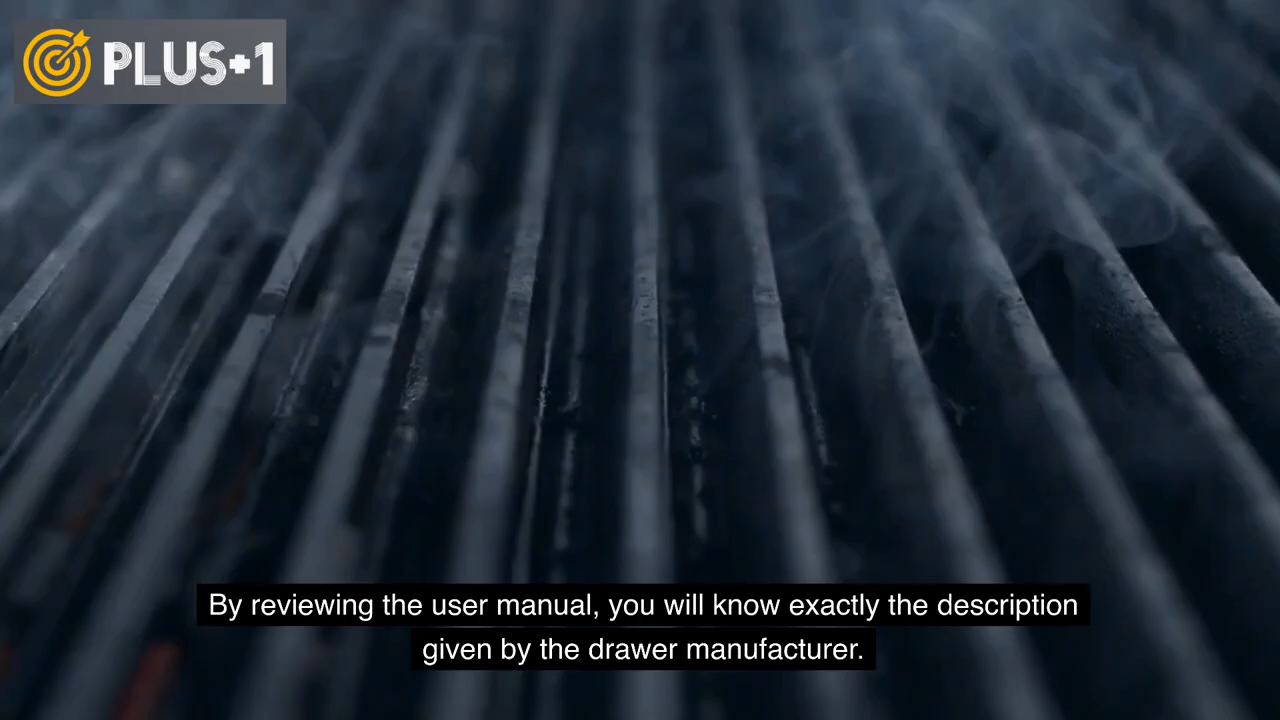 PLUS+1
By reviewing the user manual, you will know exactly the description
given by the drawer manufacturer.